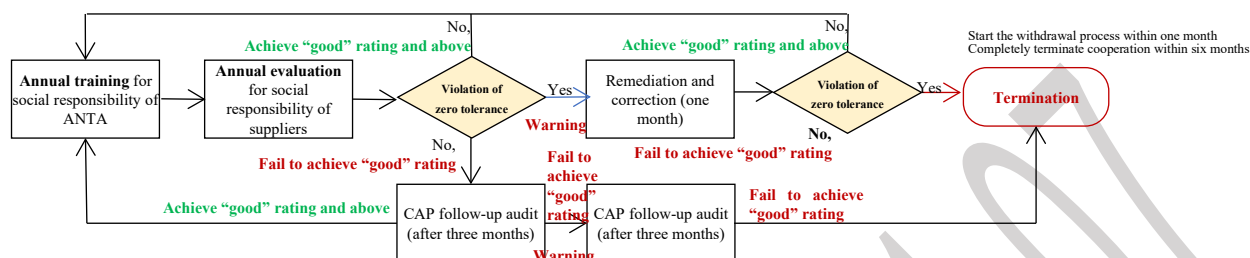 No,
No,
Achieve “good” rating and above
Achieve “good” rating and above
Start the withdrawal process within one month
Completely terminate cooperation within six months
Annual training for
social responsibility of
ANTA
Annual evaluation
for social
responsibility of
suppliers
Violation of
zero tolerance
Yes
Warning
Remediation and
correction (one
month)
Violation of
zero tolerance
Yes
Termination
No,
Fail to achieve “good” rating
No,
Fail to achieve “good” rating
Achieve “good” rating and above
CAP follow-up audit
(after three months)
Fail to
achieve
“good”
rating
Warning
CAP follow-up audit
(after three months)
Fail to achieve
“good” rating